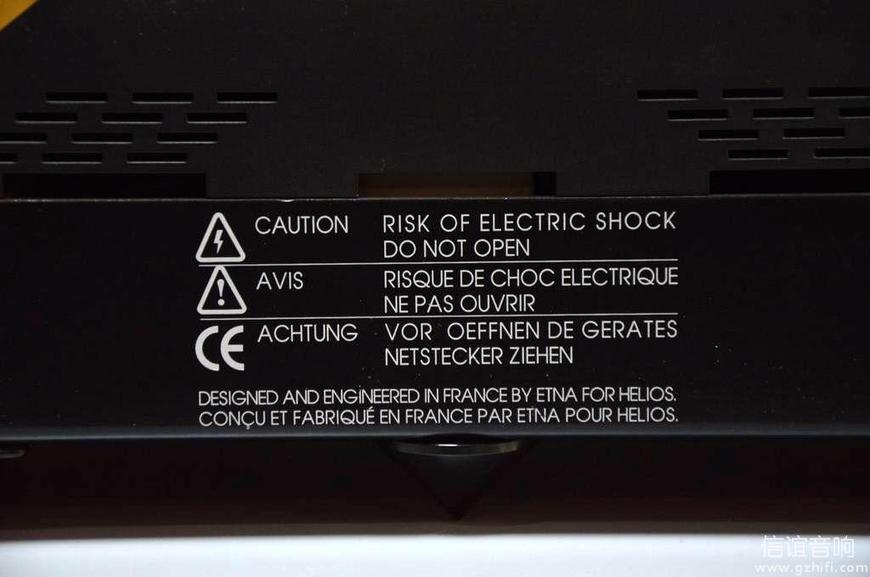 CAUTION RISK OF ELECTRIC SHOCK
DO NOT OPEN
AVIS RISQUE DE CHOC ELECTRIQUE
NE PAS OUVRIR
CE ACHTUNG VOR OEFFNEN DE GERATES
NETSTECKER ZIEHEN
DESIGNED AND ENGINEERED IN FRANCE BY ETNA FOR HELIOS.
CONÇU ET FABRIQUÉ EN FRANCE PAR ETNA POUR HELIOS.
信谊音响
www.gzhifi.com